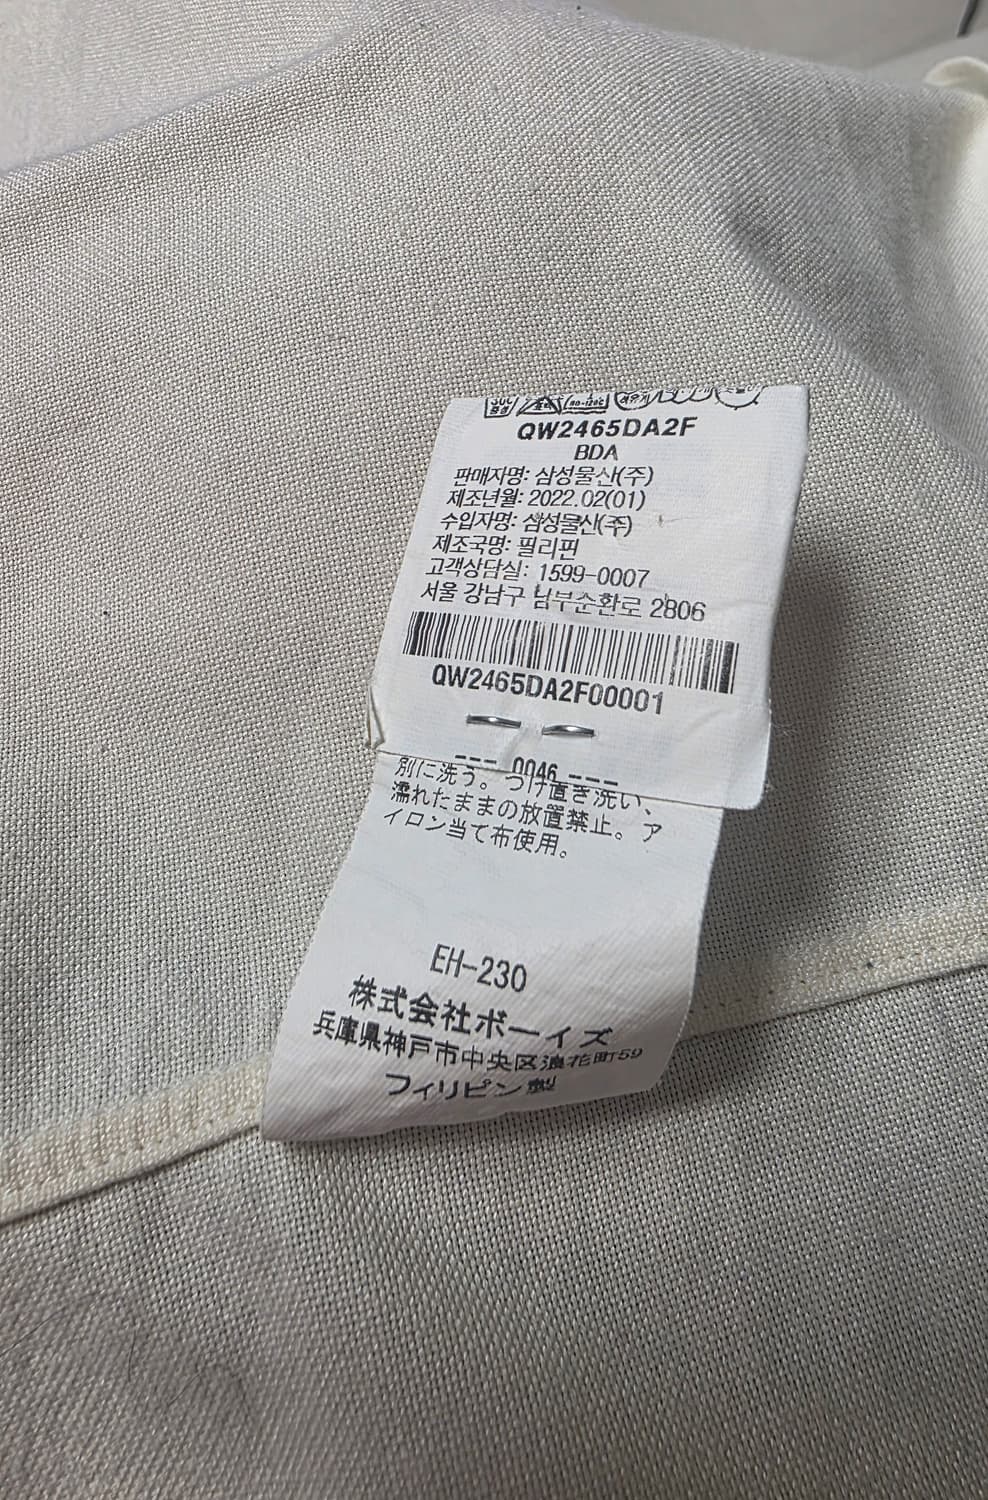 30℃
중성
80~120℃
QW2465DA2F
BDA
판매자명: 삼성물산(주)
제조년월: 2022.02(01)
수입자명: 삼성물산(주)
제조국명: 필리핀
고객상담실: 1599-0007
서울 강남구 남부순환로 2806
QW2465DA2F00001
--- 0046 ---
別に洗う。つけ置き洗い、
濡れたままの放置禁止。ア
イロン当て布使用。
EH-230
株式会社ボーイズ
兵庫県神戸市中央区浪花町59
フィリピン製